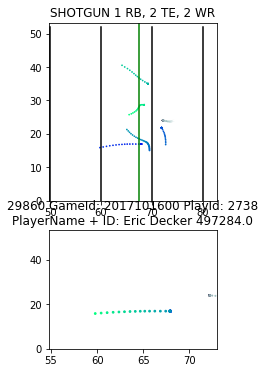 SHOTGUN 1 RB, 2 TE, 2 WR
50
40
30
20
10
0
50 60 70 80
29860 GameId: 2017101600 PlayId: 2738
PlayerName + ID: Eric Decker 497284.0
40
20
0
55 60 65 70